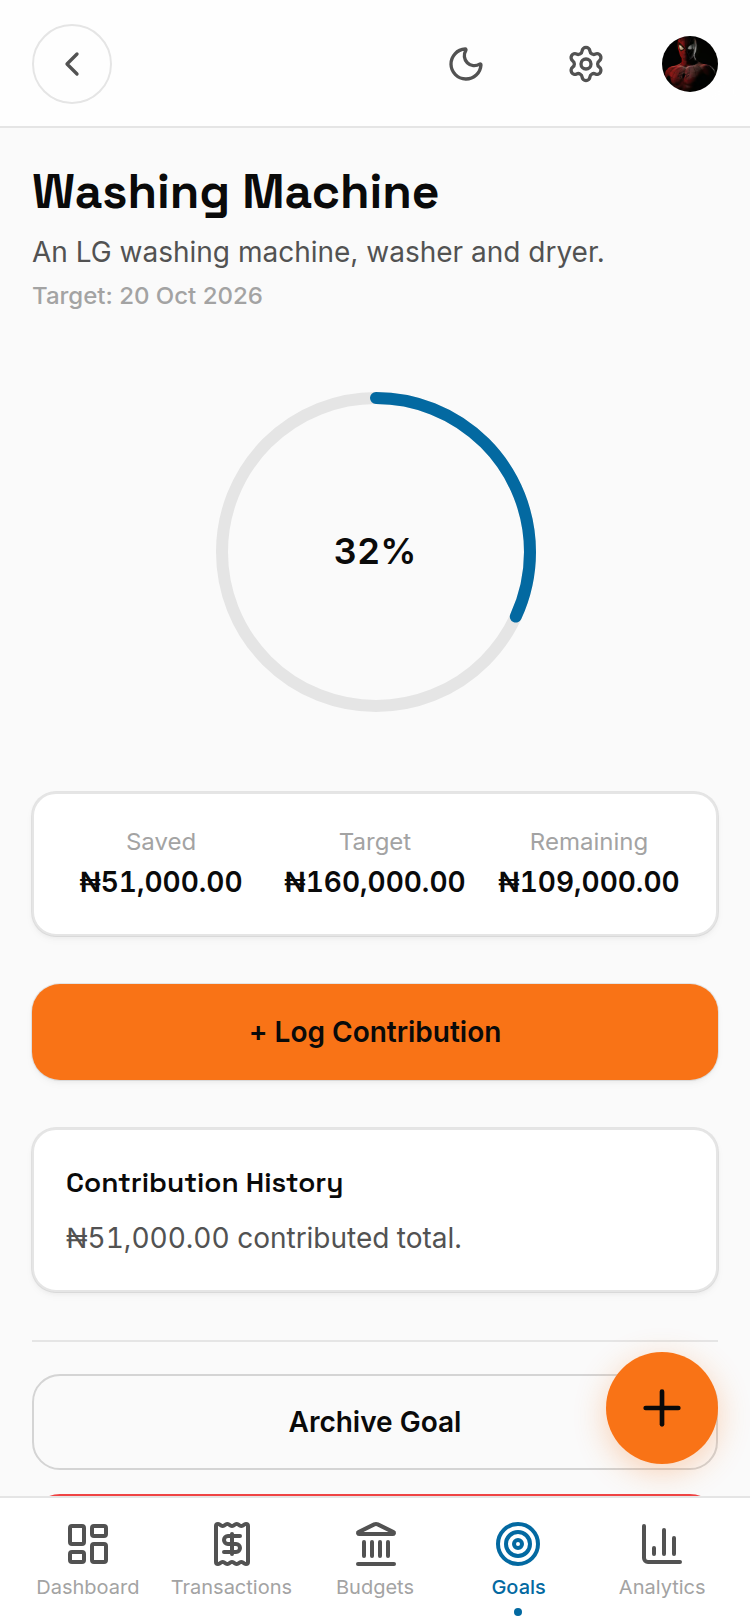 Washing Machine
An LG washing machine, washer and dryer.
Target: 20 Oct 2026
32%
Saved Target Remaining
₦51,000.00 ₦160,000.00 ₦109,000.00
+ Log Contribution
Contribution History
₦51,000.00 contributed total.
Archive Goal
Dashboard Transactions Budgets Goals Analytics